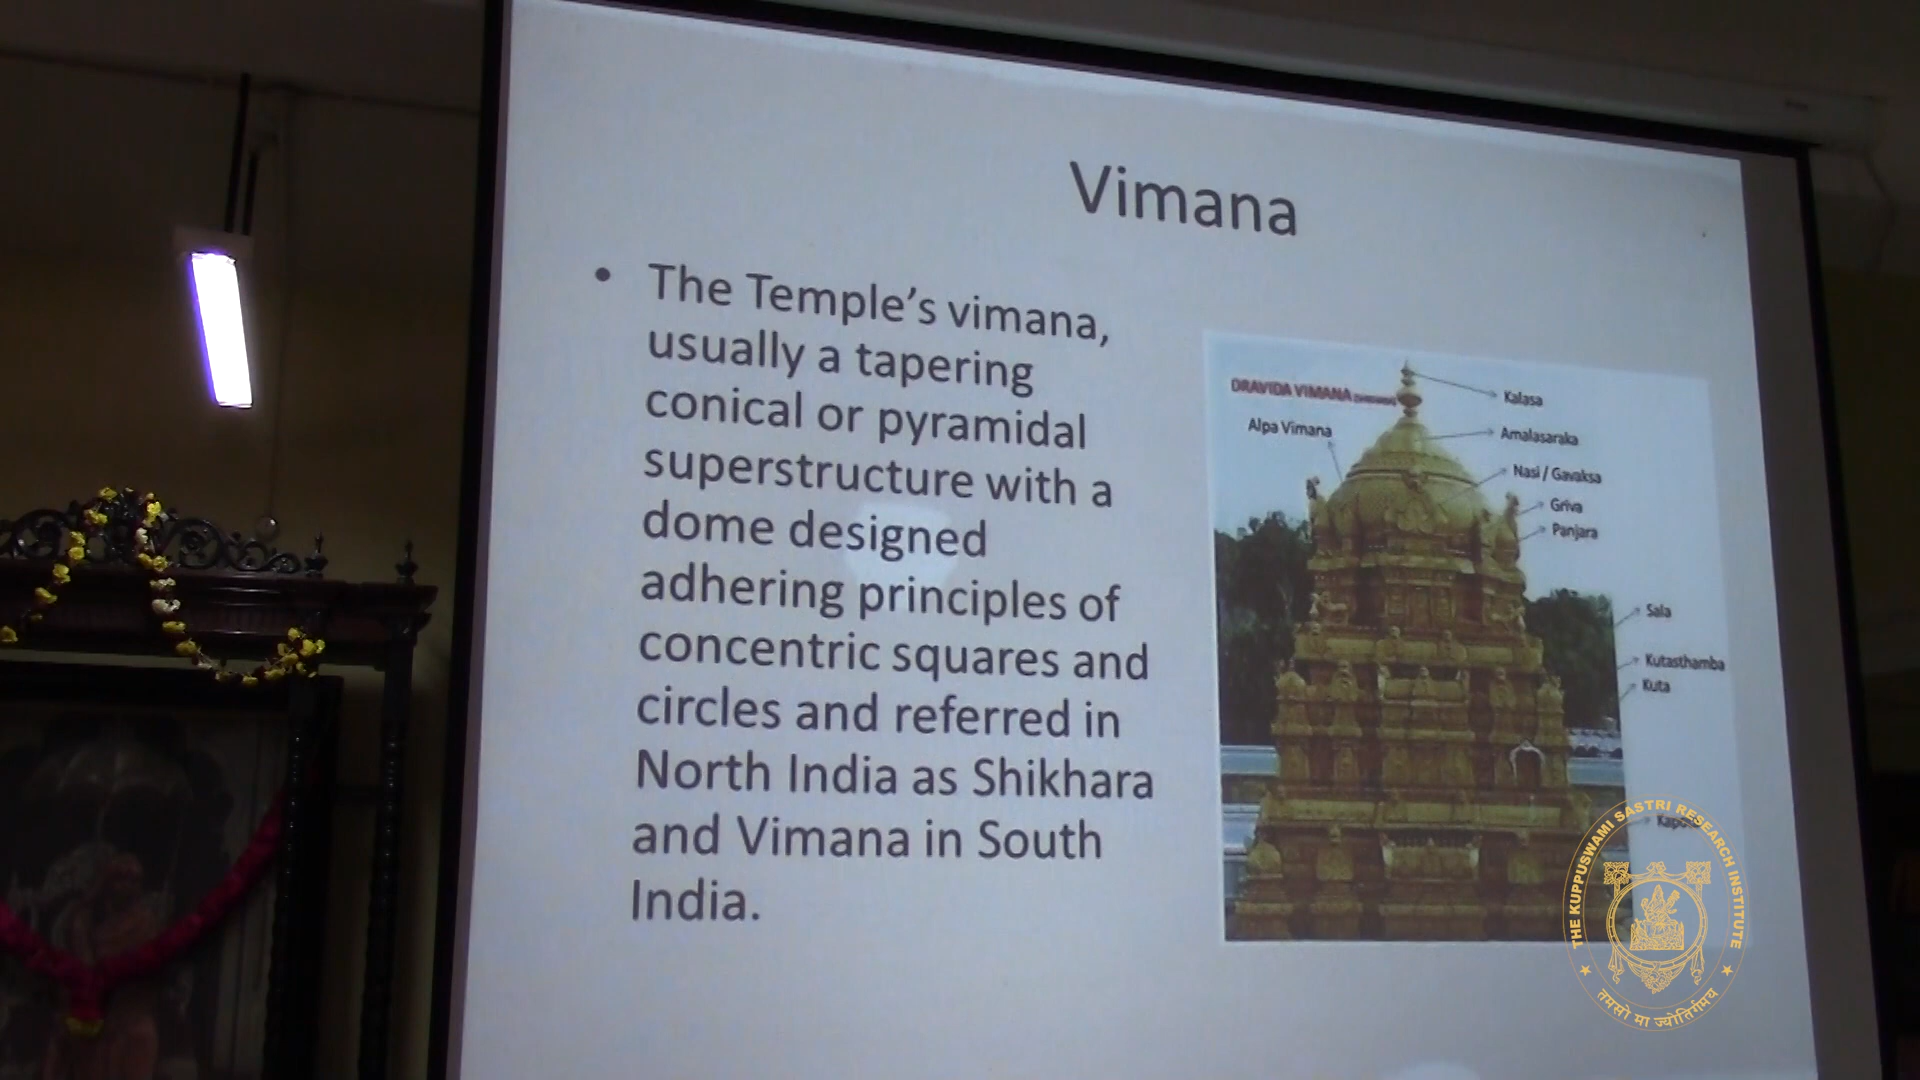 Vimana
• The Temple's vimana,
usually a tapering
conical or pyramidal
superstructure with a
dome designed
adhering principles of
concentric squares and
circles and referred in
North India as Shikhara
and Vimana in South
India.
DRAVIDA VIMANA
Alpa Vimana
Kalasa
Amalasaraka
Nasi / Gavaksa
Griva
Panjara
Sala
Kutasthamba
Kuta
THE KUPPUSWAMI SASTRI RESEARCH INSTITUTE
तमसो मा ज्योतिर्गमय